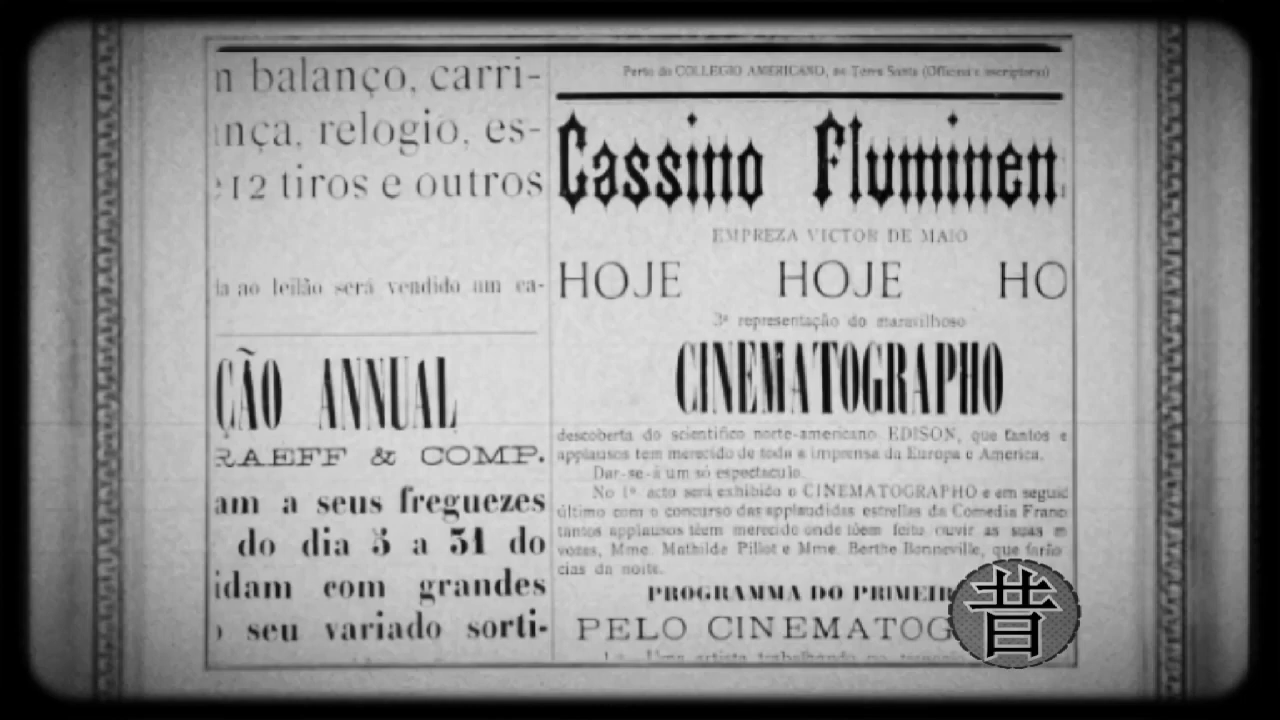 n balanço, carri-
nça, relogio, es-
e 12 tiros e outros
ia ao leilão será vendido um ca-
ÇÃO ANNUAL
RAEFF & COMP.
am a seus freguezes
do dia 5 a 31 do
idam com grandes
o seu variado sorti-
Perto do COLLEGIO AMERICANO, ao Terra Santa (Officina e escriptorio)
Cassino Fluminen
EMPREZA VICTOR DE MAIO
HOJE HOJE HO
3ª representação do maravilhoso
CINEMATOGRAPHO
descoberta do scientifico norte-americano EDISON, que tantos e
applausos tem merecido de toda a imprensa da Europa e America.
Dar-se-á um só espectaculo.
No 1º acto será exhibido o CINEMATOGRAPHO e em seguid
último com o concurso das applaudidas estrellas da Comedia Franc
tantos applausos têem merecido onde têem feito ouvir as suas m
vozes, Mme. Mathilde Pillot e Mme. Berthe Bonneville, que farão
cias da noite.
PROGRAMMA DO PRIMEIR
PELO CINEMATOG
昔